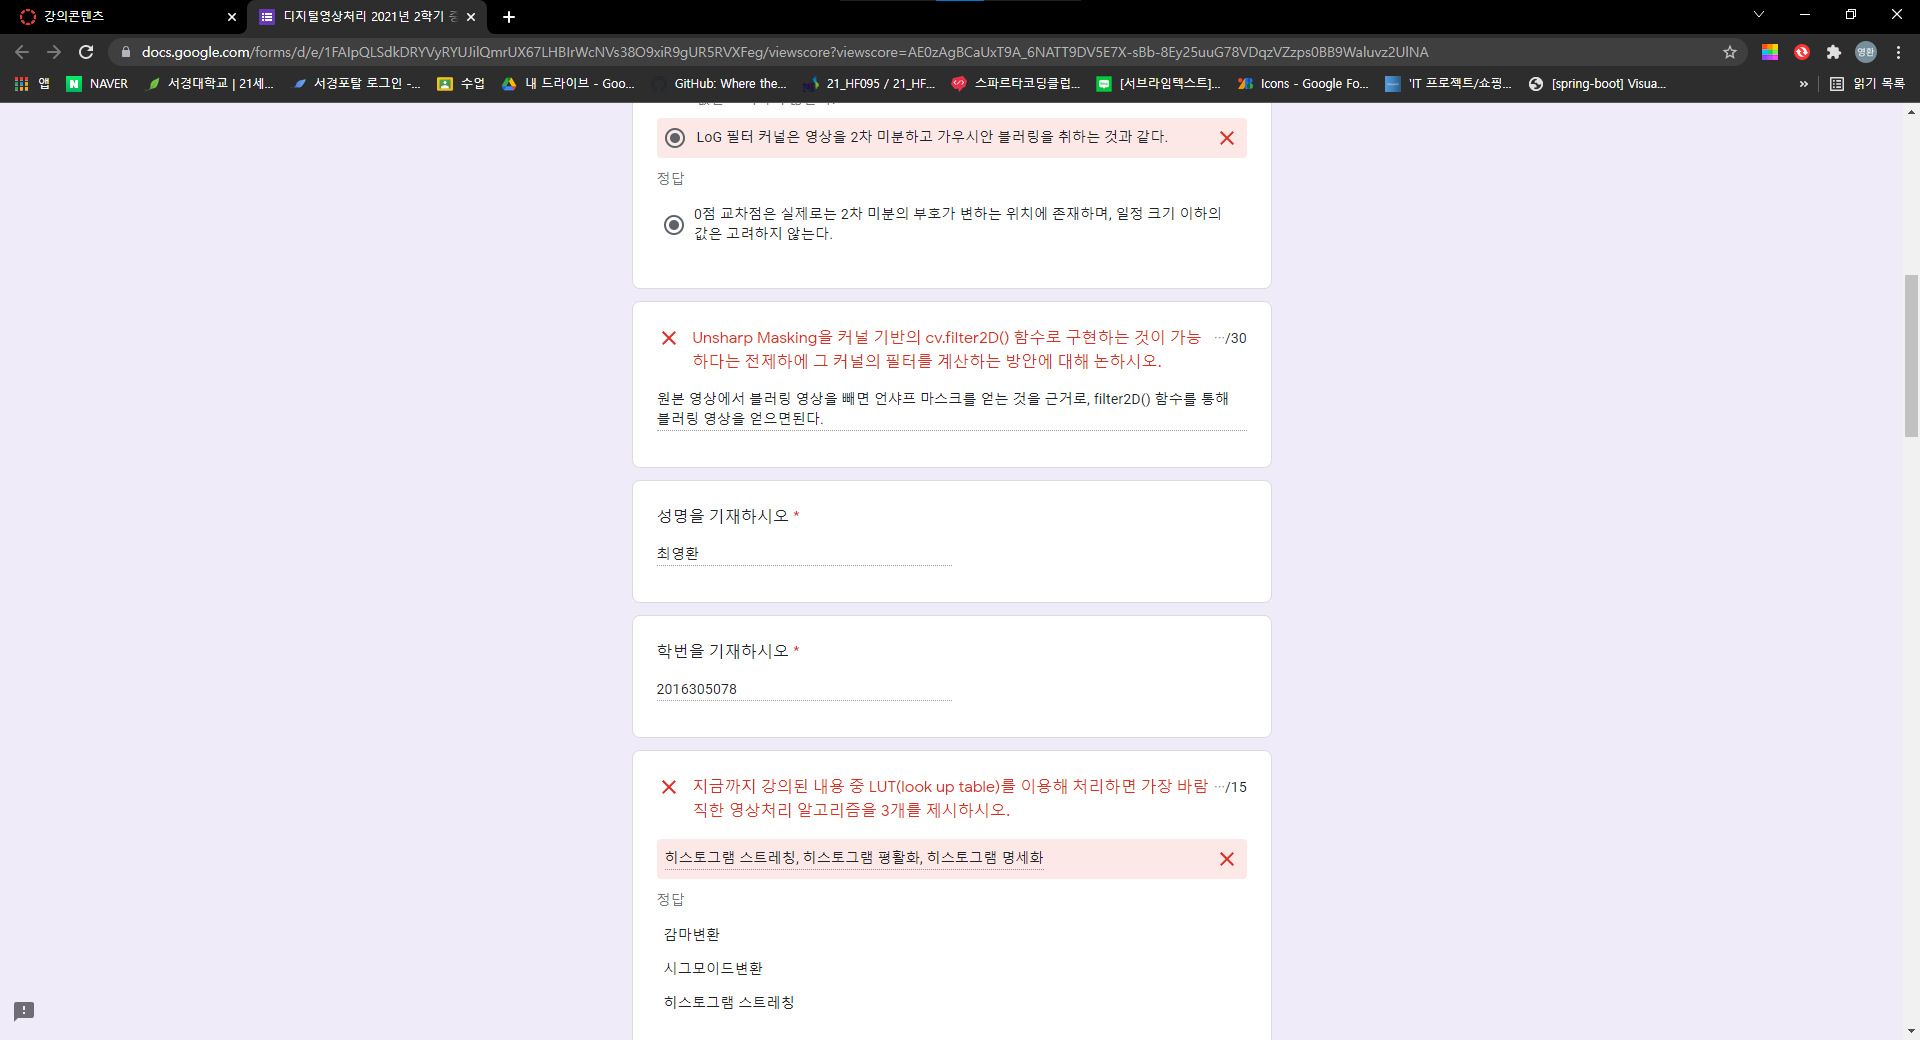 강의콘텐츠
디지털영상처리 2021년 2학기 중
docs.google.com/forms/d/e/1FAIpQLSdkDRYVyRYUJilQmrUX67LHBIrWcNVs38O9xiR9gUR5RVXFeg/viewscore?viewscore=AE0zAgBCaUxT9A_6NATT9DV5E7X-sBb-8Ey25uuG78VDqzVZzps0BB9Waluvz2UlNA
영환
앱 NAVER 서경대학교 | 21세... 서경포탈 로그인 -... 수업 내 드라이브 - Goo... GitHub: Where the... 21_HF095 / 21_HF... 스파르타코딩클럽... [서브라임텍스트]... Icons - Google Fo... 'IT 프로젝트/쇼핑... [spring-boot] Visua... » 읽기 목록
LoG 필터 커널은 영상을 2차 미분하고 가우시안 블러링을 취하는 것과 같다.
정답
0점 교차점은 실제로는 2차 미분의 부호가 변하는 위치에 존재하며, 일정 크기 이하의
값은 고려하지 않는다.
Unsharp Masking을 커널 기반의 cv.filter2D() 함수로 구현하는 것이 가능 ···/30
하다는 전제하에 그 커널의 필터를 계산하는 방안에 대해 논하시오.
원본 영상에서 블러링 영상을 빼면 언샤프 마스크를 얻는 것을 근거로, filter2D() 함수를 통해
블러링 영상을 얻으면된다.
성명을 기재하시오 *
최영환
학번을 기재하시오 *
2016305078
지금까지 강의된 내용 중 LUT(look up table)를 이용해 처리하면 가장 바람 ···/15
직한 영상처리 알고리즘을 3개를 제시하시오.
히스토그램 스트레칭, 히스토그램 평활화, 히스토그램 명세화
정답
감마변환
시그모이드변환
히스토그램 스트레칭